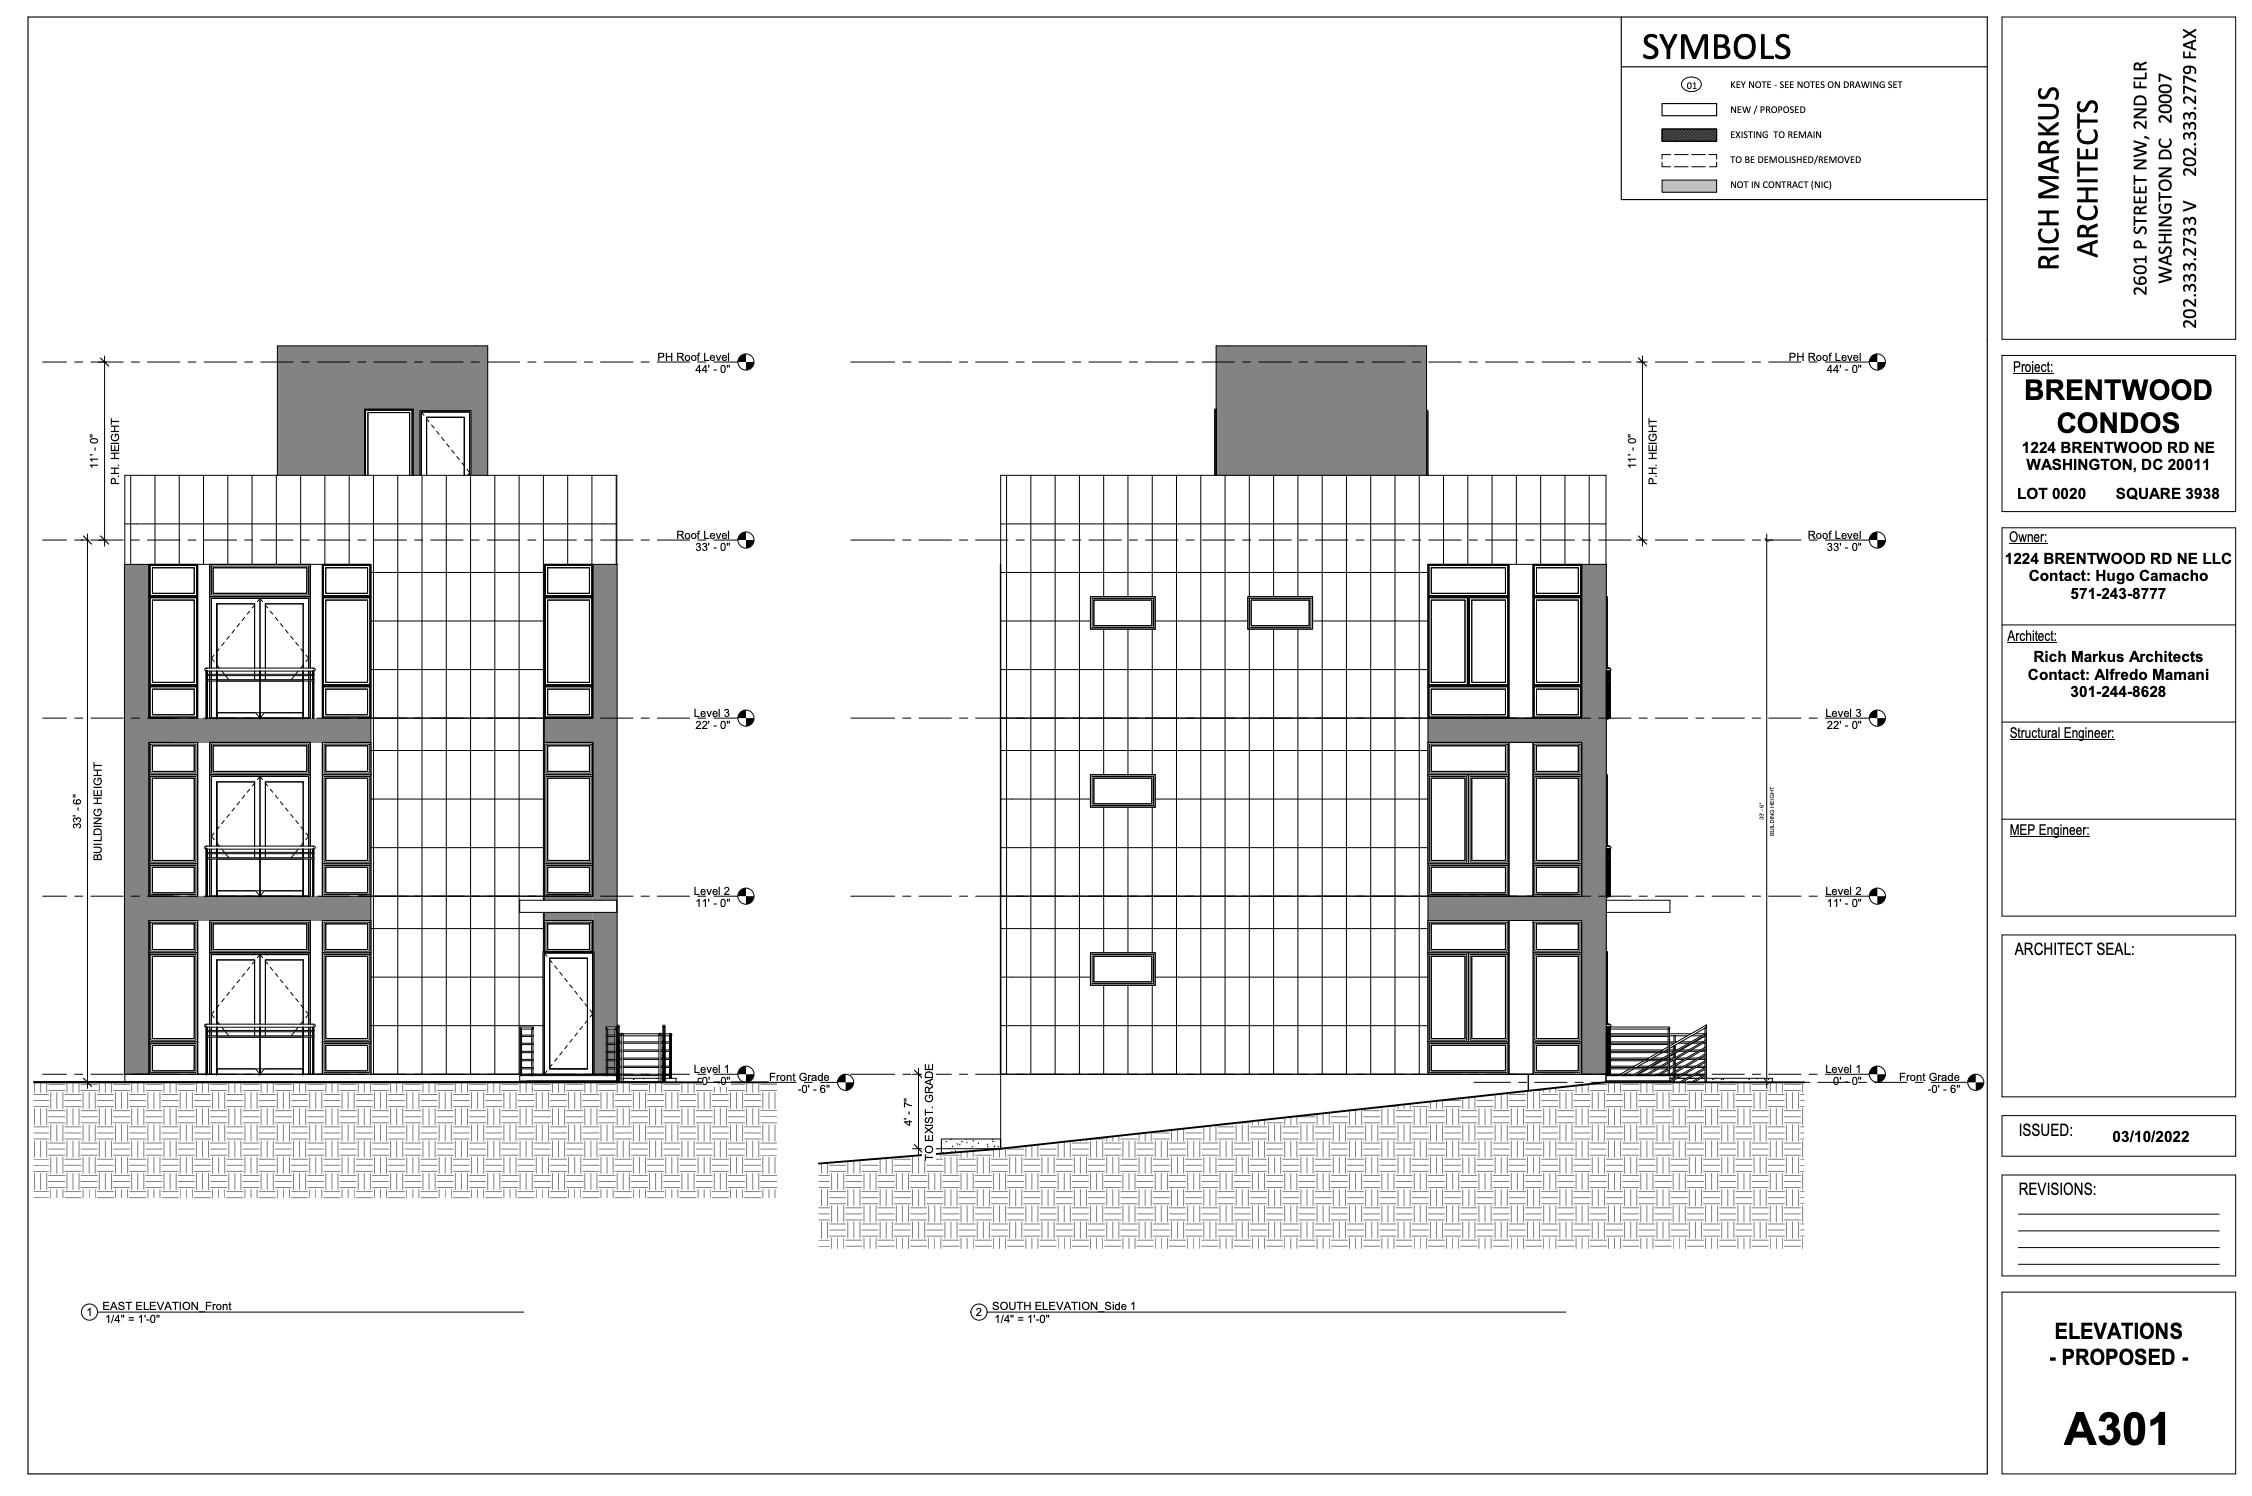 SYMBOLS
01 KEY NOTE - SEE NOTES ON DRAWING SET
NEW / PROPOSED
EXISTING TO REMAIN
TO BE DEMOLISHED/REMOVED
NOT IN CONTRACT (NIC)
PH Roof Level
44' - 0"
11' - 0"
P.H. HEIGHT
Roof Level
33' - 0"
Level 3
22' - 0"
33' - 6"
BUILDING HEIGHT
Level 2
11' - 0"
Level 1
0' - 0"
Front Grade
-0' - 6"
1 EAST ELEVATION_Front
1/4" = 1'-0"
PH Roof Level
44' - 0"
11' - 0"
P.H. HEIGHT
Roof Level
33' - 0"
Level 3
22' - 0"
33' - 6"
BUILDING HEIGHT
Level 2
11' - 0"
Level 1
0' - 0"
Front Grade
-0' - 6"
4' - 7"
TO EXIST. GRADE
2 SOUTH ELEVATION_Side 1
1/4" = 1'-0"
RICH MARKUS
ARCHITECTS
2601 P STREET NW, 2ND FLR
WASHINGTON DC 20007
202.333.2733 V 202.333.2779 FAX
Project:
BRENTWOOD
CONDOS
1224 BRENTWOOD RD NE
WASHINGTON, DC 20011
LOT 0020 SQUARE 3938
Owner:
1224 BRENTWOOD RD NE LLC
Contact: Hugo Camacho
571-243-8777
Architect:
Rich Markus Architects
Contact: Alfredo Mamani
301-244-8628
Structural Engineer:
MEP Engineer:
ARCHITECT SEAL:
ISSUED: 03/10/2022
REVISIONS:
ELEVATIONS
- PROPOSED -
A301